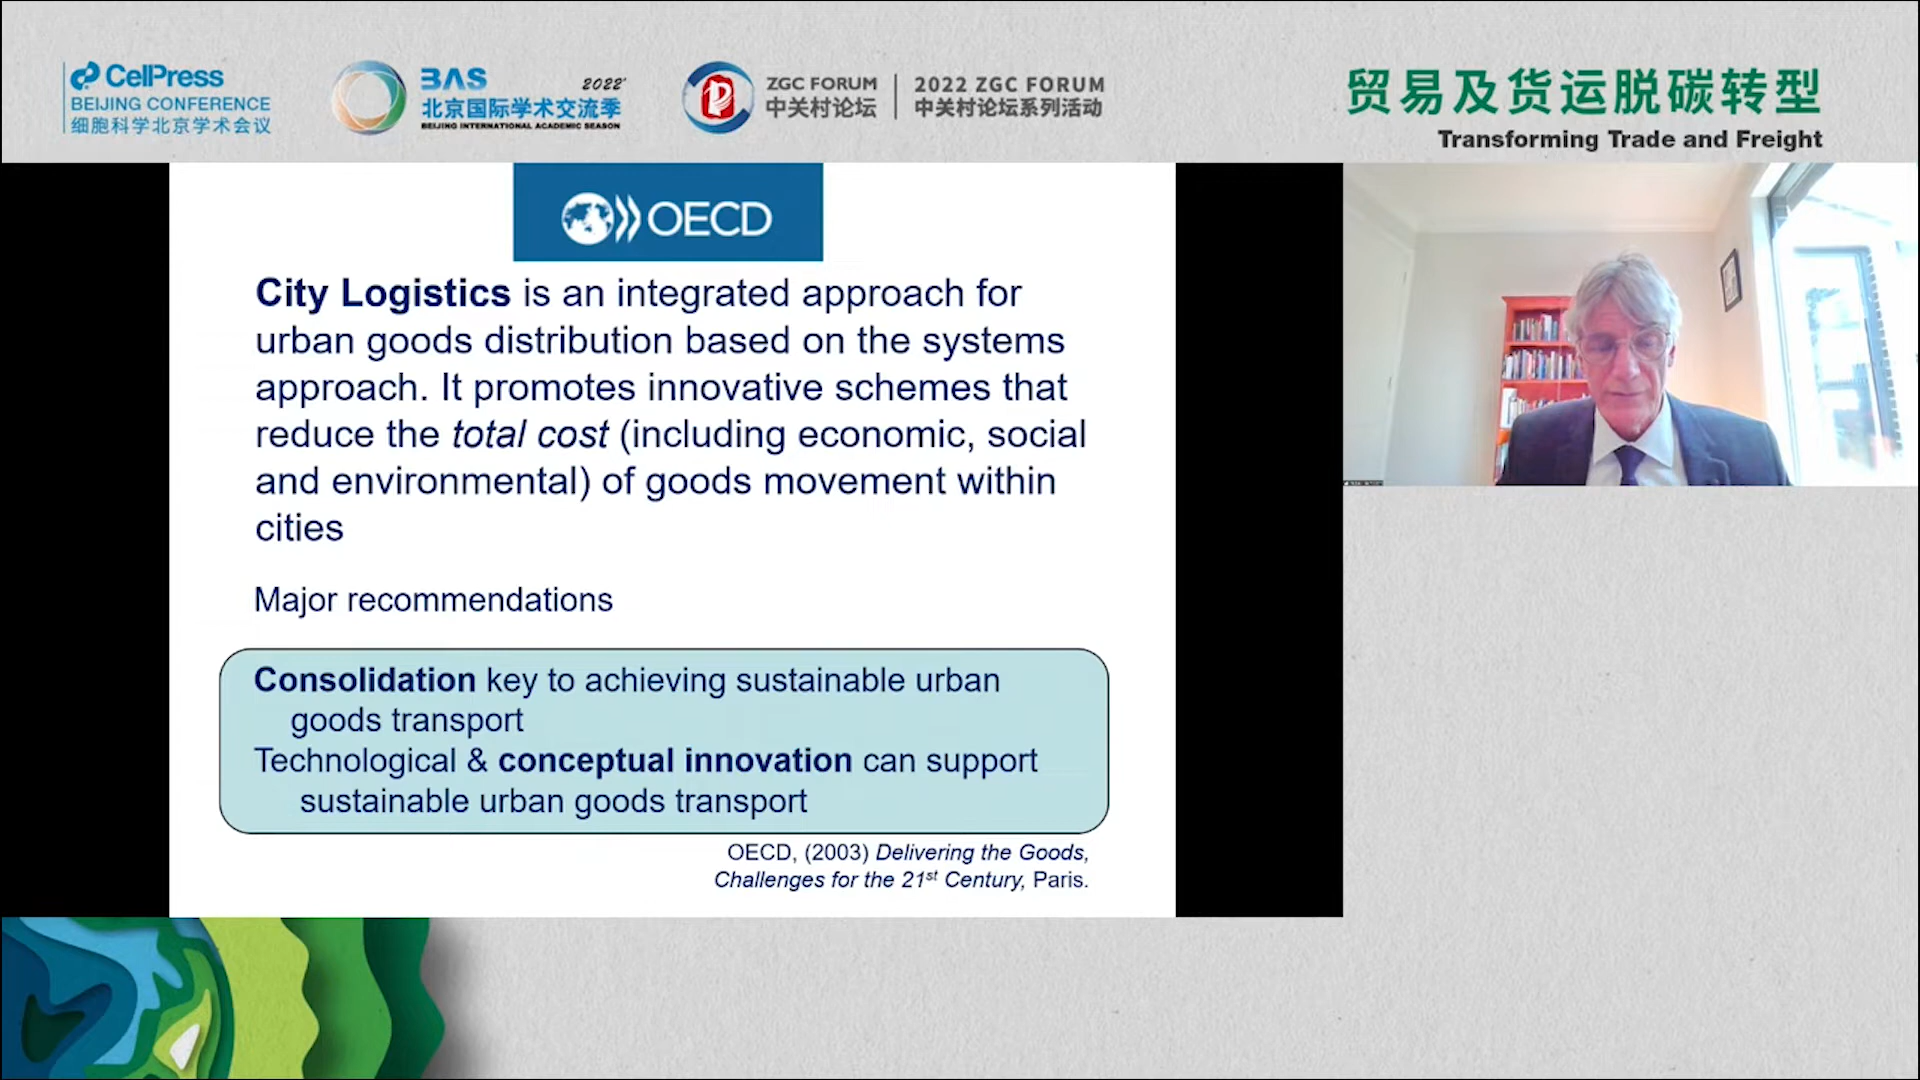 CellPress
BEIJING CONFERENCE
细胞科学北京学术会议
BAS 2022
北京国际学术交流季
BEIJING INTERNATIONAL ACADEMIC SEASON
ZGC FORUM
中关村论坛
2022 ZGC FORUM
中关村论坛系列活动
贸易及货运脱碳转型
Transforming Trade and Freight
OECD
City Logistics is an integrated approach for
urban goods distribution based on the systems
approach. It promotes innovative schemes that
reduce the total cost (including economic, social
and environmental) of goods movement within
cities
Major recommendations
Consolidation key to achieving sustainable urban
goods transport
Technological & conceptual innovation can support
sustainable urban goods transport
OECD, (2003) Delivering the Goods,
Challenges for the 21st Century, Paris.